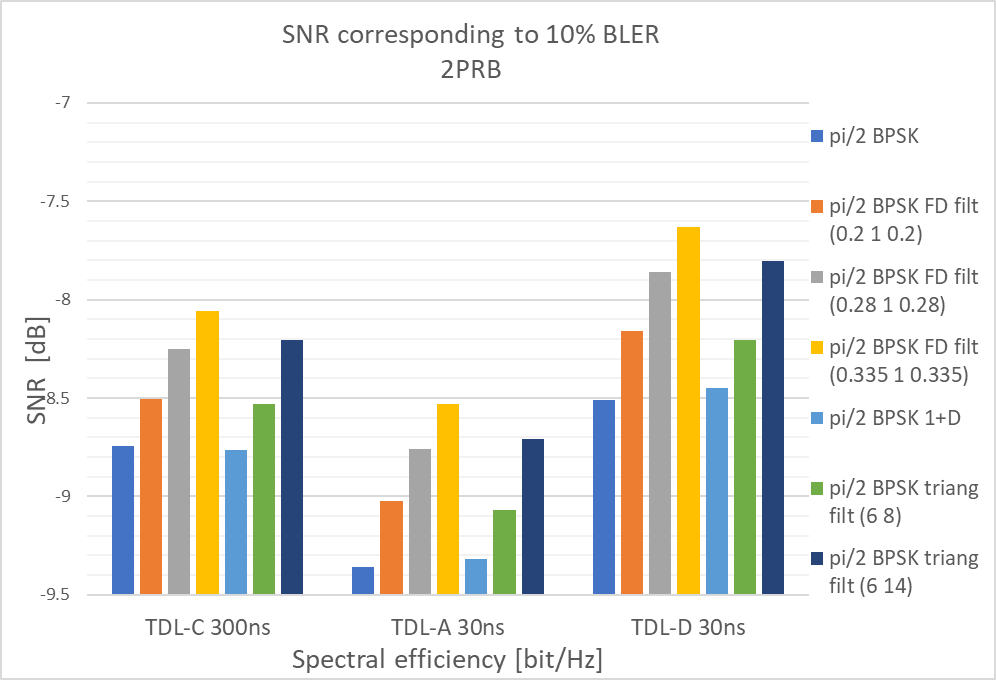 SNR corresponding to 10% BLER
2PRB
-7
-7.5
-8
-8.5
-9
-9.5
SNR [dB]
TDL-C 300ns
TDL-A 30ns
TDL-D 30ns
Spectral efficiency [bit/Hz]
pi/2 BPSK
pi/2 BPSK FD filt
(0.2 1 0.2)
pi/2 BPSK FD filt
(0.28 1 0.28)
pi/2 BPSK FD filt
(0.335 1 0.335)
pi/2 BPSK 1+D
pi/2 BPSK triang
filt (6 8)
pi/2 BPSK triang
filt (6 14)